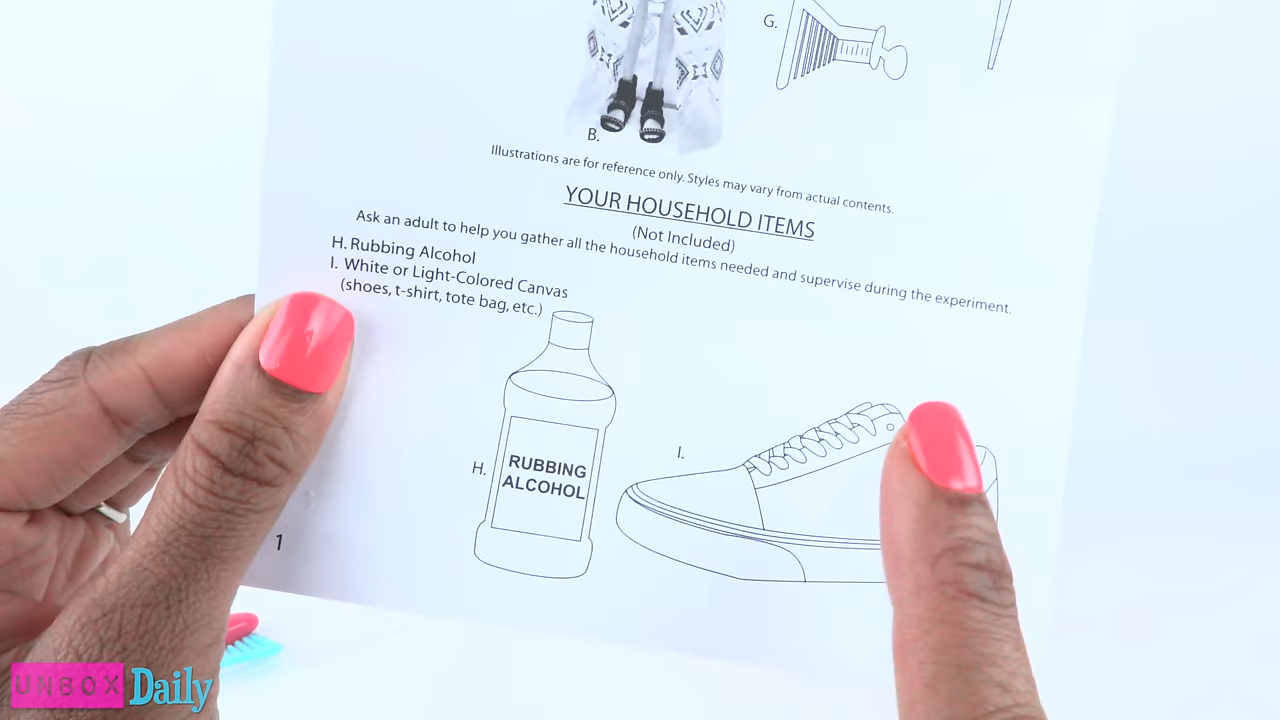 G.
B.
Illustrations are for reference only. Styles may vary from actual contents.
YOUR HOUSEHOLD ITEMS
(Not Included)
Ask an adult to help you gather all the household items needed and supervise during the experiment.
H. Rubbing Alcohol
I. White or Light-Colored Canvas
(shoes, t-shirt, tote bag, etc.)
H.
RUBBING
ALCOHOL
I.
1
UNBOX Daily